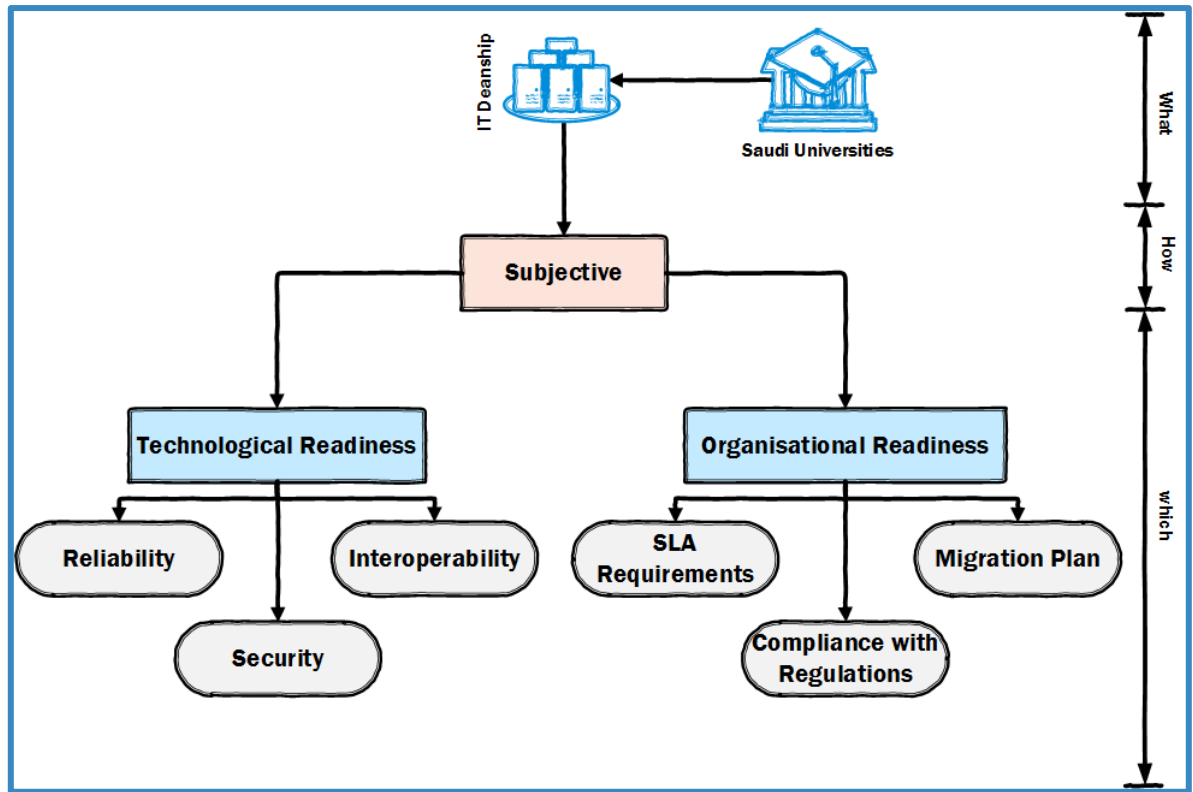 IT Deanship
Saudi Universities
What
Subjective
How
Technological Readiness
Organisational Readiness
which
Reliability
Interoperability
SLA
Requirements
Migration Plan
Security
Compliance with
Regulations